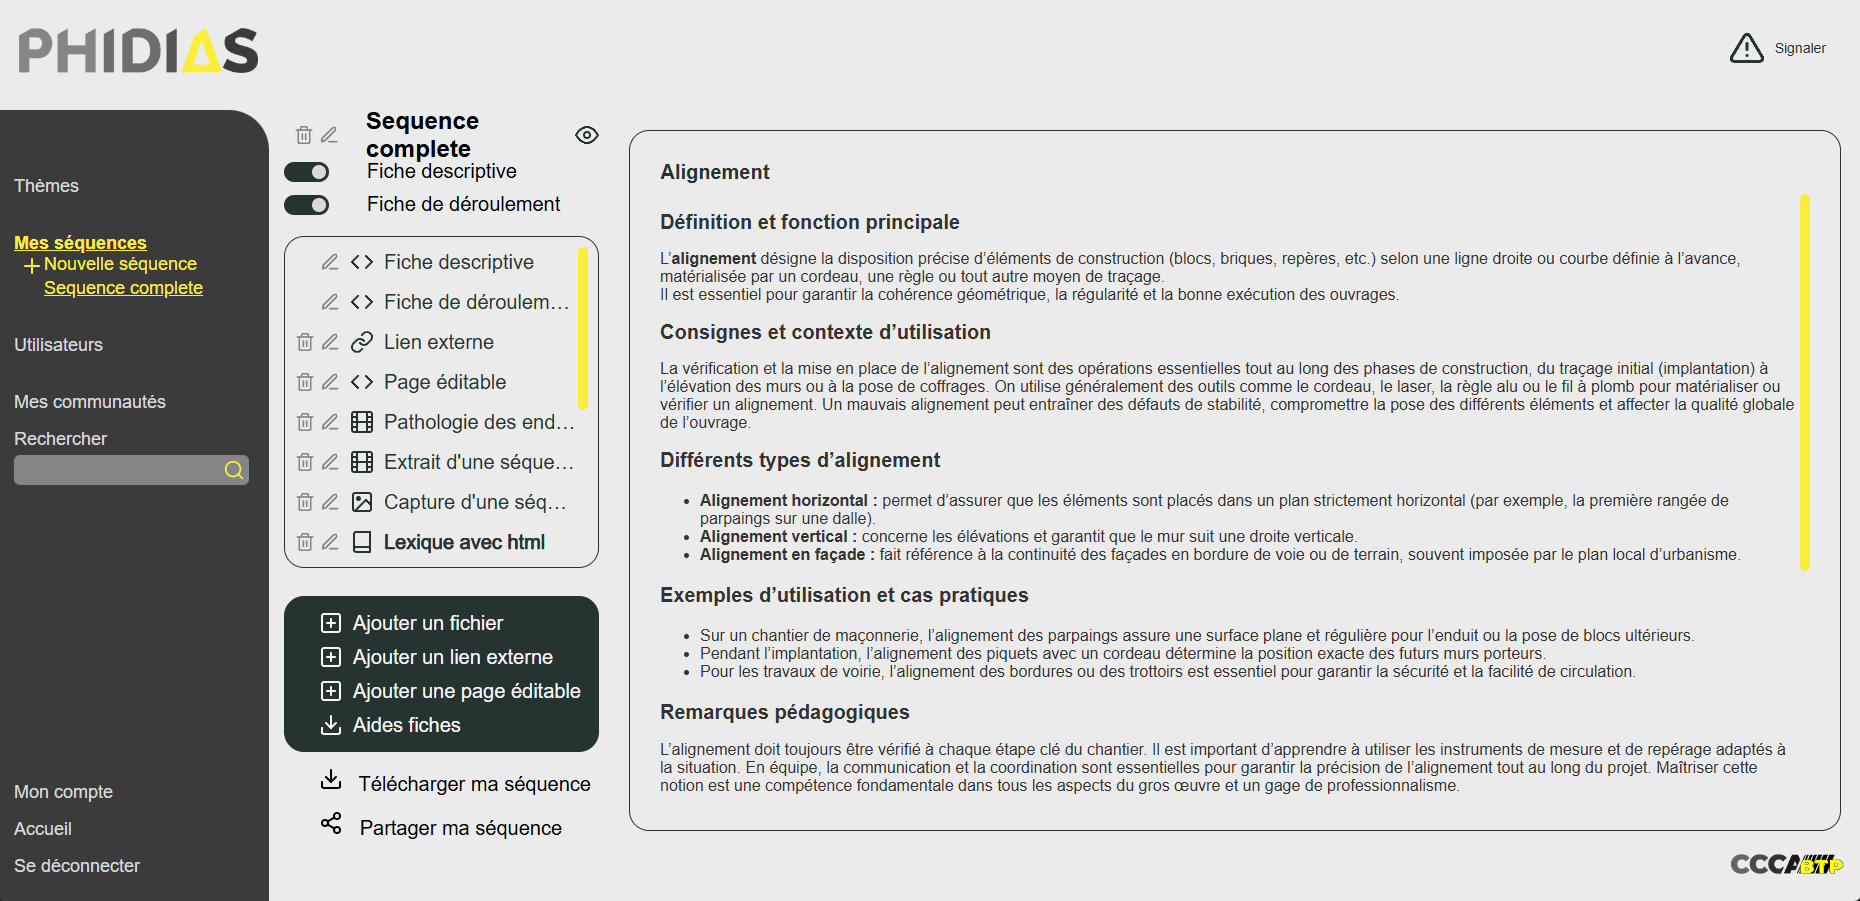 PHIDIAS
Signaler
Thèmes
Mes séquences
Nouvelle séquence
Sequence complete
Utilisateurs
Mes communautés
Rechercher
Mon compte
Accueil
Se déconnecter
Sequence
complete
Fiche descriptive
Fiche de déroulement
Fiche descriptive
Fiche de déroulem…
Lien externe
Page éditable
Pathologie des end…
Extrait d'une séque…
Capture d'une séq…
Lexique avec html
Ajouter un fichier
Ajouter un lien externe
Ajouter une page éditable
Aides fiches
Télécharger ma séquence
Partager ma séquence
Alignement
Définition et fonction principale
L’alignement désigne la disposition précise d’éléments de construction (blocs, briques, repères, etc.) selon une ligne droite ou courbe définie à l’avance,
matérialisée par un cordeau, une règle ou tout autre moyen de traçage.
Il est essentiel pour garantir la cohérence géométrique, la régularité et la bonne exécution des ouvrages.
Consignes et contexte d’utilisation
La vérification et la mise en place de l’alignement sont des opérations essentielles tout au long des phases de construction, du traçage initial (implantation) à
l’élévation des murs ou à la pose de coffrages. On utilise généralement des outils comme le cordeau, le laser, la règle alu ou le fil à plomb pour matérialiser ou
vérifier un alignement. Un mauvais alignement peut entraîner des défauts de stabilité, compromettre la pose des différents éléments et affecter la qualité globale
de l’ouvrage.
Différents types d’alignement
• Alignement horizontal : permet d’assurer que les éléments sont placés dans un plan strictement horizontal (par exemple, la première rangée de
parpaings sur une dalle).
• Alignement vertical : concerne les élévations et garantit que le mur suit une droite verticale.
• Alignement en façade : fait référence à la continuité des façades en bordure de voie ou de terrain, souvent imposée par le plan local d’urbanisme.
Exemples d’utilisation et cas pratiques
• Sur un chantier de maçonnerie, l’alignement des parpaings assure une surface plane et régulière pour l’enduit ou la pose de blocs ultérieurs.
• Pendant l’implantation, l’alignement des piquets avec un cordeau détermine la position exacte des futurs murs porteurs.
• Pour les travaux de voirie, l’alignement des bordures ou des trottoirs est essentiel pour garantir la sécurité et la facilité de circulation.
Remarques pédagogiques
L’alignement doit toujours être vérifié à chaque étape clé du chantier. Il est important d’apprendre à utiliser les instruments de mesure et de repérage adaptés à
la situation. En équipe, la communication et la coordination sont essentielles pour garantir la précision de l’alignement tout au long du projet. Maîtriser cette
notion est une compétence fondamentale dans tous les aspects du gros œuvre et un gage de professionnalisme.
CCCA BTP